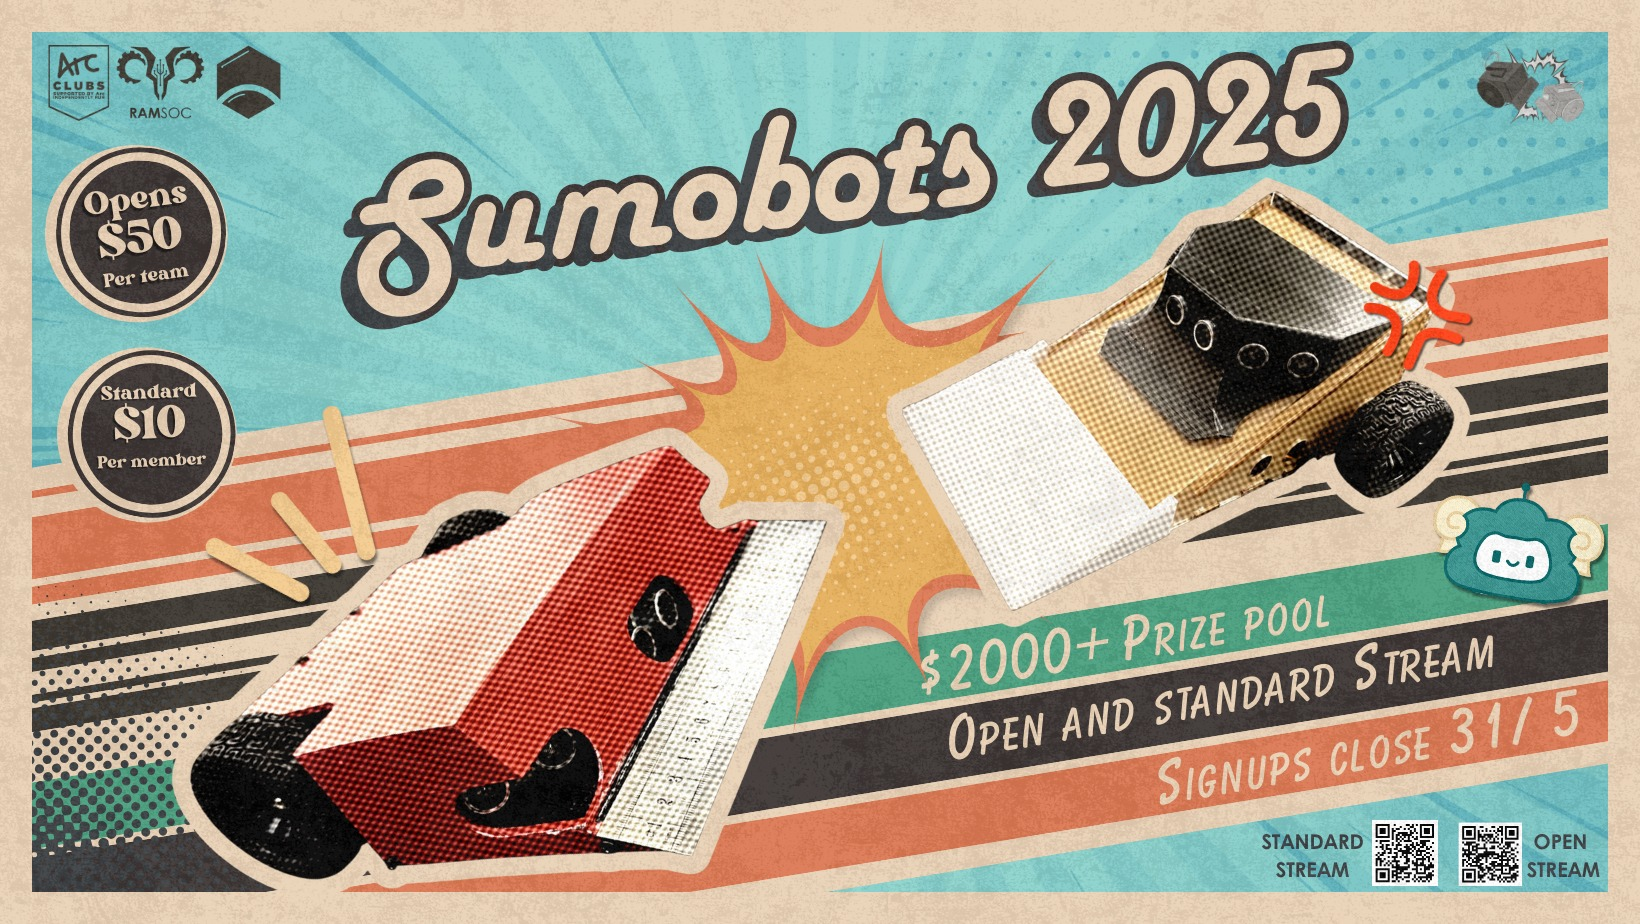 Arc
CLUBS
SUPPORTED BY Arc
INDEPENDENTLY RUN
RAMSOC
Sumobots 2025
Opens
$50
Per team
Standard
$10
Per member
$2000+ Prize pool
Open and standard Stream
Signups close 31/ 5
STANDARD
STREAM
OPEN
STREAM